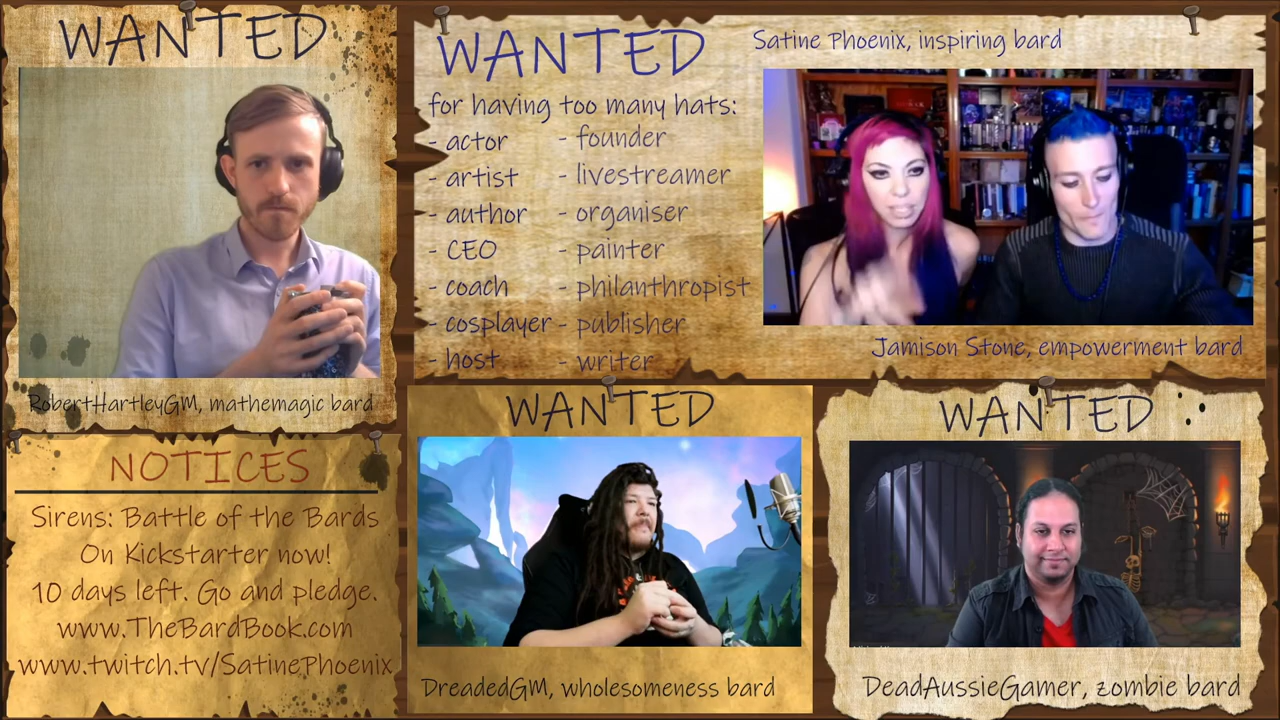 WANTED
RobertHartleyGM, mathemagic bard
WANTED
for having too many hats:
- actor
- artist
- author
- CEO
- coach
- cosplayer
- host
- founder
- livestreamer
- organiser
- painter
- philanthropist
- publisher
- writer
Satine Phoenix, inspiring bard
Jamison Stone, empowerment bard
NOTICES
Sirens: Battle of the Bards
On Kickstarter now!
10 days left. Go and pledge.
www.TheBardBook.com
www.twitch.tv/SatinePhoenix
WANTED
DreadedGM, wholesomeness bard
WANTED
DeadAussieGamer, zombie bard